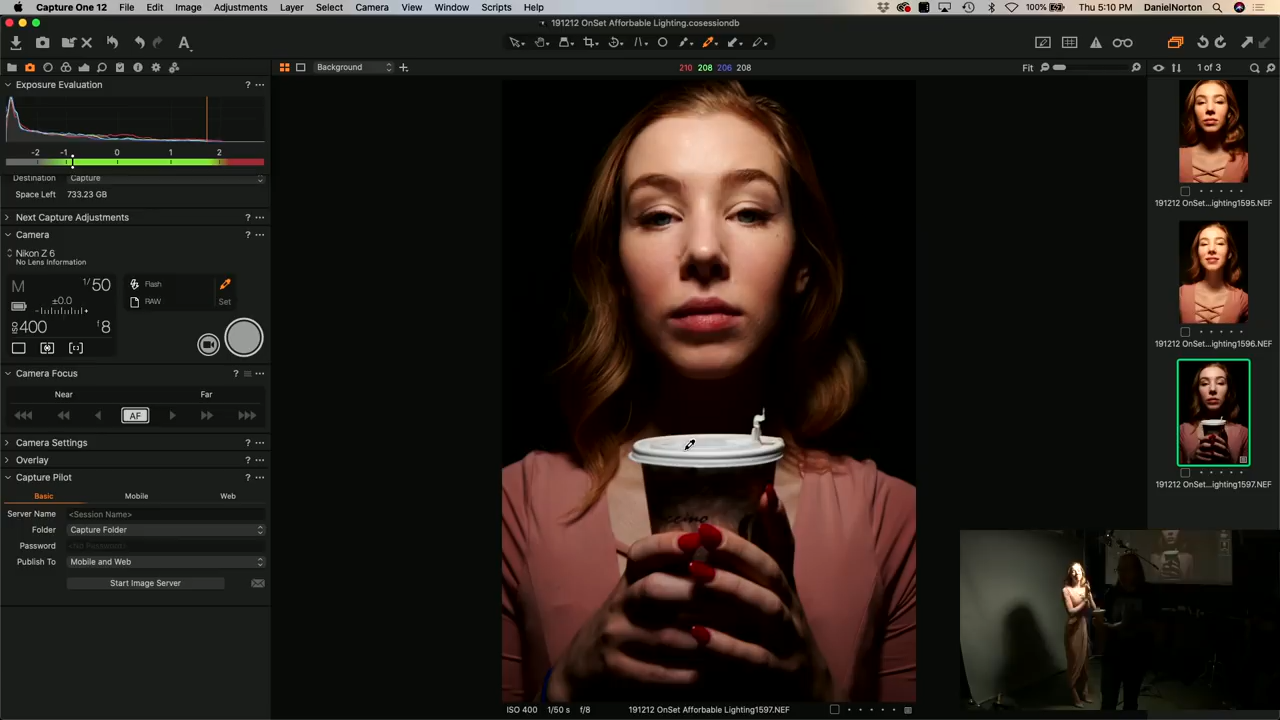 Capture One 12 File Edit Image Adjustments Layer Select Camera View Window Scripts Help 100% Thu 5:10 PM DanielNorton
191212 OnSet Afforbable Lighting.cosessiondb
Background Fit 1 of 3
210 208 206 208
Exposure Evaluation ? ...
-2 -1 0 1 2
Destination Capture
Space Left 733.23 GB
Next Capture Adjustments ? ...
Camera ? ...
Nikon Z 6
No Lens Information
M 1/50 Flash
±0.0
RAW Set
ISO 400 f8
Camera Focus ? ...
Near Far
AF
Camera Settings ? ...
Overlay ? ...
Capture Pilot ? ...
Basic Mobile Web
Server Name <Session Name>
Folder Capture Folder
Password <No Password>
Publish To Mobile and Web
Start Image Server
191212 OnSet...ighting1595.NEF
191212 OnSet...ighting1596.NEF
191212 OnSet...ighting1597.NEF
ccino
ISO 400 1/50 s f/8 191212 OnSet Afforbable Lighting1597.NEF